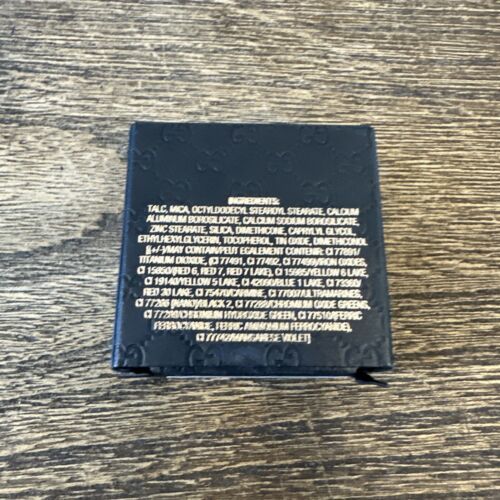 INGREDIENTS:
TALC, MICA, OCTYLDODECYL STEAROYL STEARATE, CALCIUM
ALUMINUM BOROSILICATE, CALCIUM SODIUM BOROSILICATE,
ZINC STEARATE, SILICA, DIMETHICONE, CAPRYLYL GLYCOL,
ETHYLHEXYLGLYCERIN, TOCOPHEROL, TIN OXIDE, DIMETHICONOL
[(+/-)MAY CONTAIN/PEUT EGALEMENT CONTENIR: CI 77891/
TITANIUM DIOXIDE, (CI 77491, CI 77492, CI 77499)/IRON OXIDES,
CI 15850/(RED 6, RED 7, RED 7 LAKE), CI 15985/YELLOW 6 LAKE,
CI 19140/YELLOW 5 LAKE, CI 42090/BLUE 1 LAKE, CI 73360/
RED 30 LAKE, CI 75470/CARMINE, CI 77007/ULTRAMARINES,
CI 77266 (NANO)/BLACK 2, CI 77288/CHROMIUM OXIDE GREENS,
CI 77289/CHROMIUM HYDROXIDE GREEN, CI 77510/(FERRIC
FERROCYANIDE, FERRIC AMMONIUM FERROCYANIDE),
CI 77742/MANGANESE VIOLET]